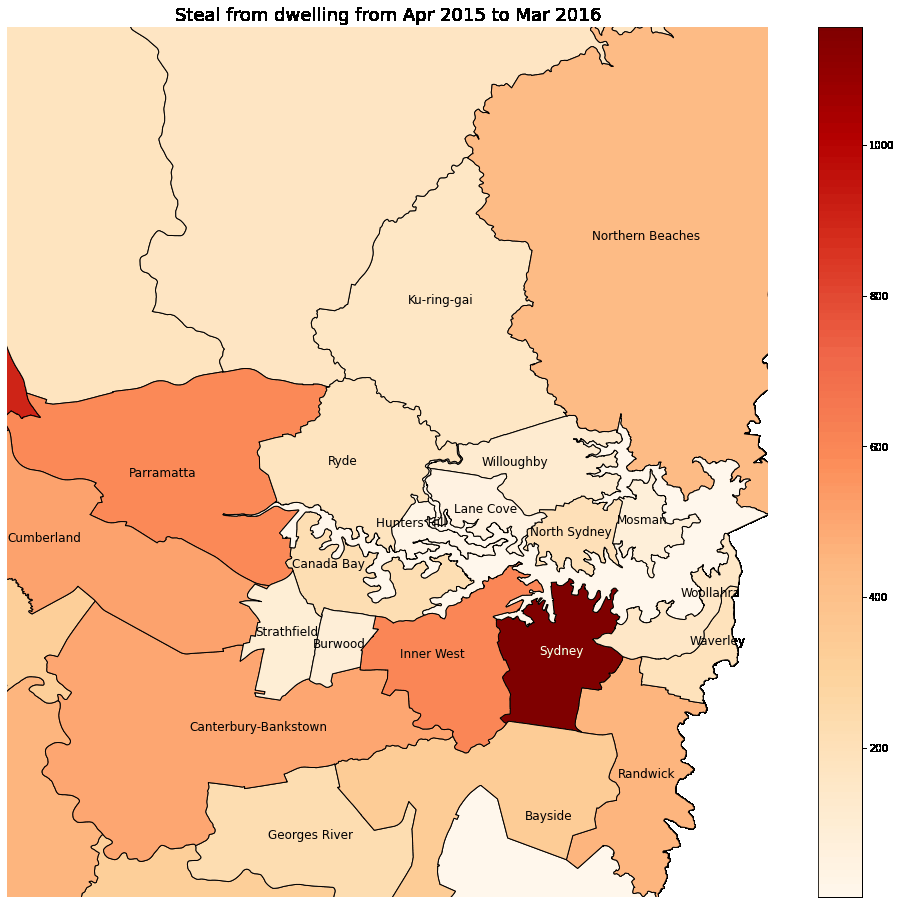 Steal from dwelling from Apr 2015 to Mar 2016
1000
Northern Beaches
800
Ku-ring-gai
600
Ryde
Willoughby
Parramatta
Lane Cove
Mosman
Hunters Hill
North Sydney
Cumberland
Canada Bay
400
Woollahra
Strathfield
Burwood
Waverley
Inner West
Sydney
Canterbury-Bankstown
200
Randwick
Bayside
Georges River